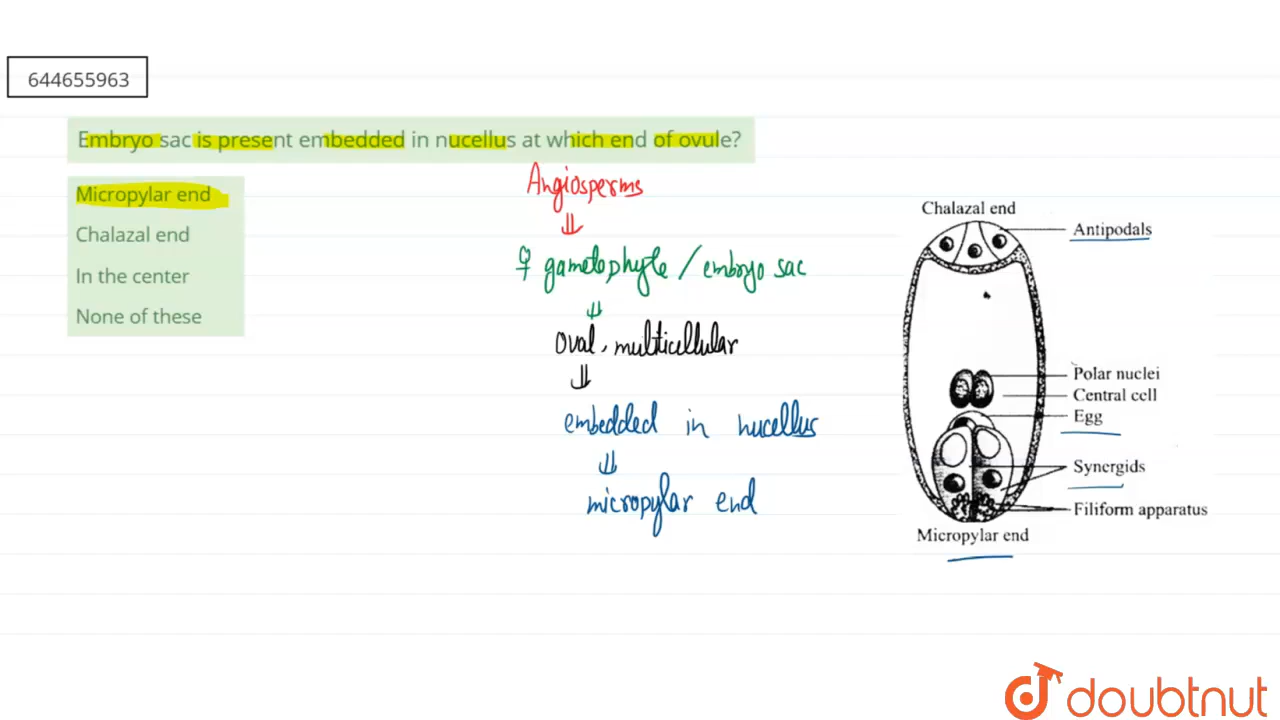 644655963
Embryo sac is present embedded in nucellus at which end of ovule?
Micropylar end
Chalazal end
In the center
None of these
Angiosperms
⇓
♀ gametophyte / embryo sac
⇓
oval, multicellular
⇓
embedded in nucellus
⇓
micropylar end
Chalazal end
Antipodals
Polar nuclei
Central cell
Egg
Synergids
Filiform apparatus
Micropylar end
doubtnut